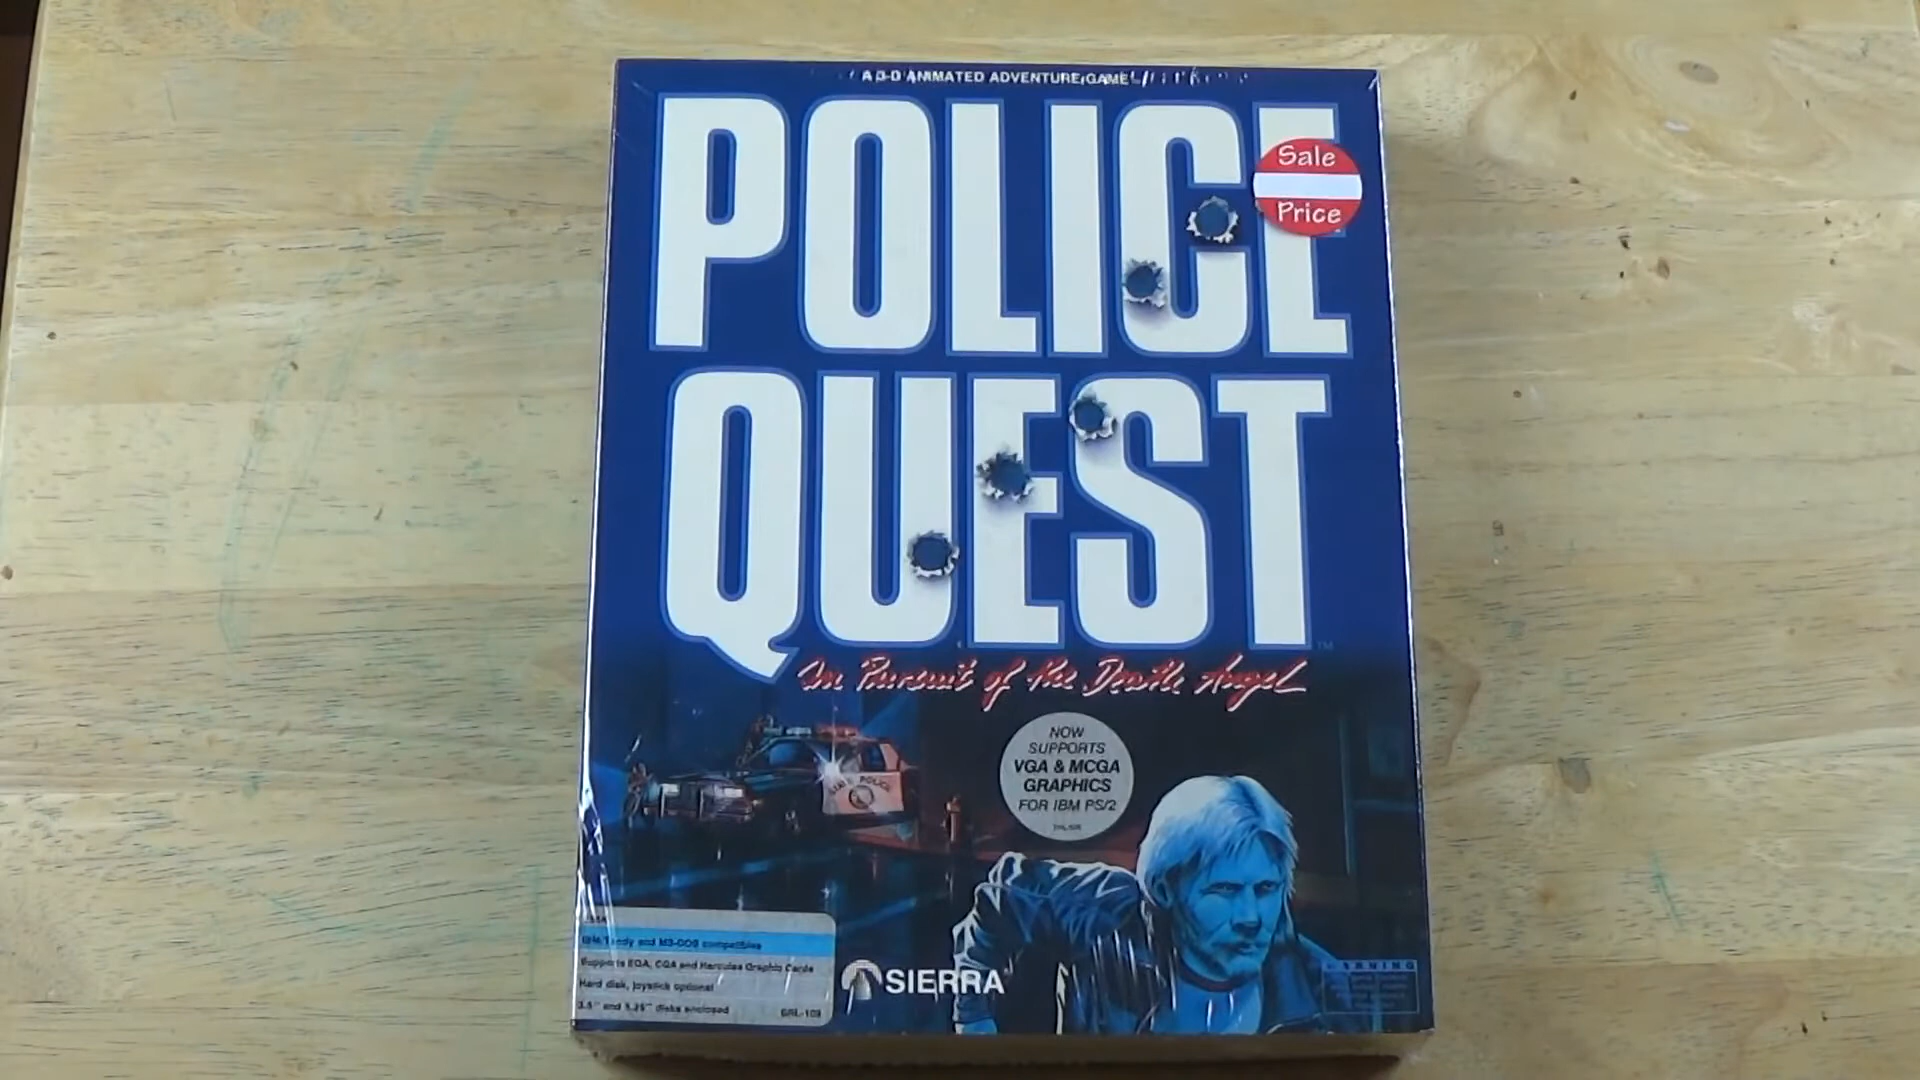 A 3-D ANIMATED ADVENTURE GAME
POLICE
Sale
Price
QUEST
™
In Pursuit of the Death Angel
NOW
SUPPORTS
VGA & MCGA
GRAPHICS
FOR IBM PS/2
POLICE
IBM Tandy and MS-DOS compatibles
Supports EGA, CGA and Hercules Graphic Cards
Hard disk, joystick optional
3.5" and 5.25" disks enclosed
SIERRA
WARNING